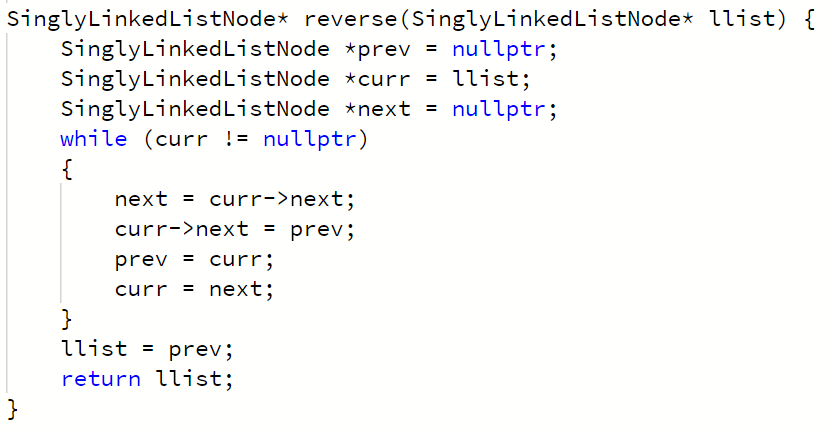 SinglyLinkedListNode* reverse(SinglyLinkedListNode* llist) {
    SinglyLinkedListNode *prev = nullptr;
    SinglyLinkedListNode *curr = llist;
    SinglyLinkedListNode *next = nullptr;
    while (curr != nullptr)
    {
        next = curr->next;
        curr->next = prev;
        prev = curr;
        curr = next;
    }
    llist = prev;
    return llist;
}